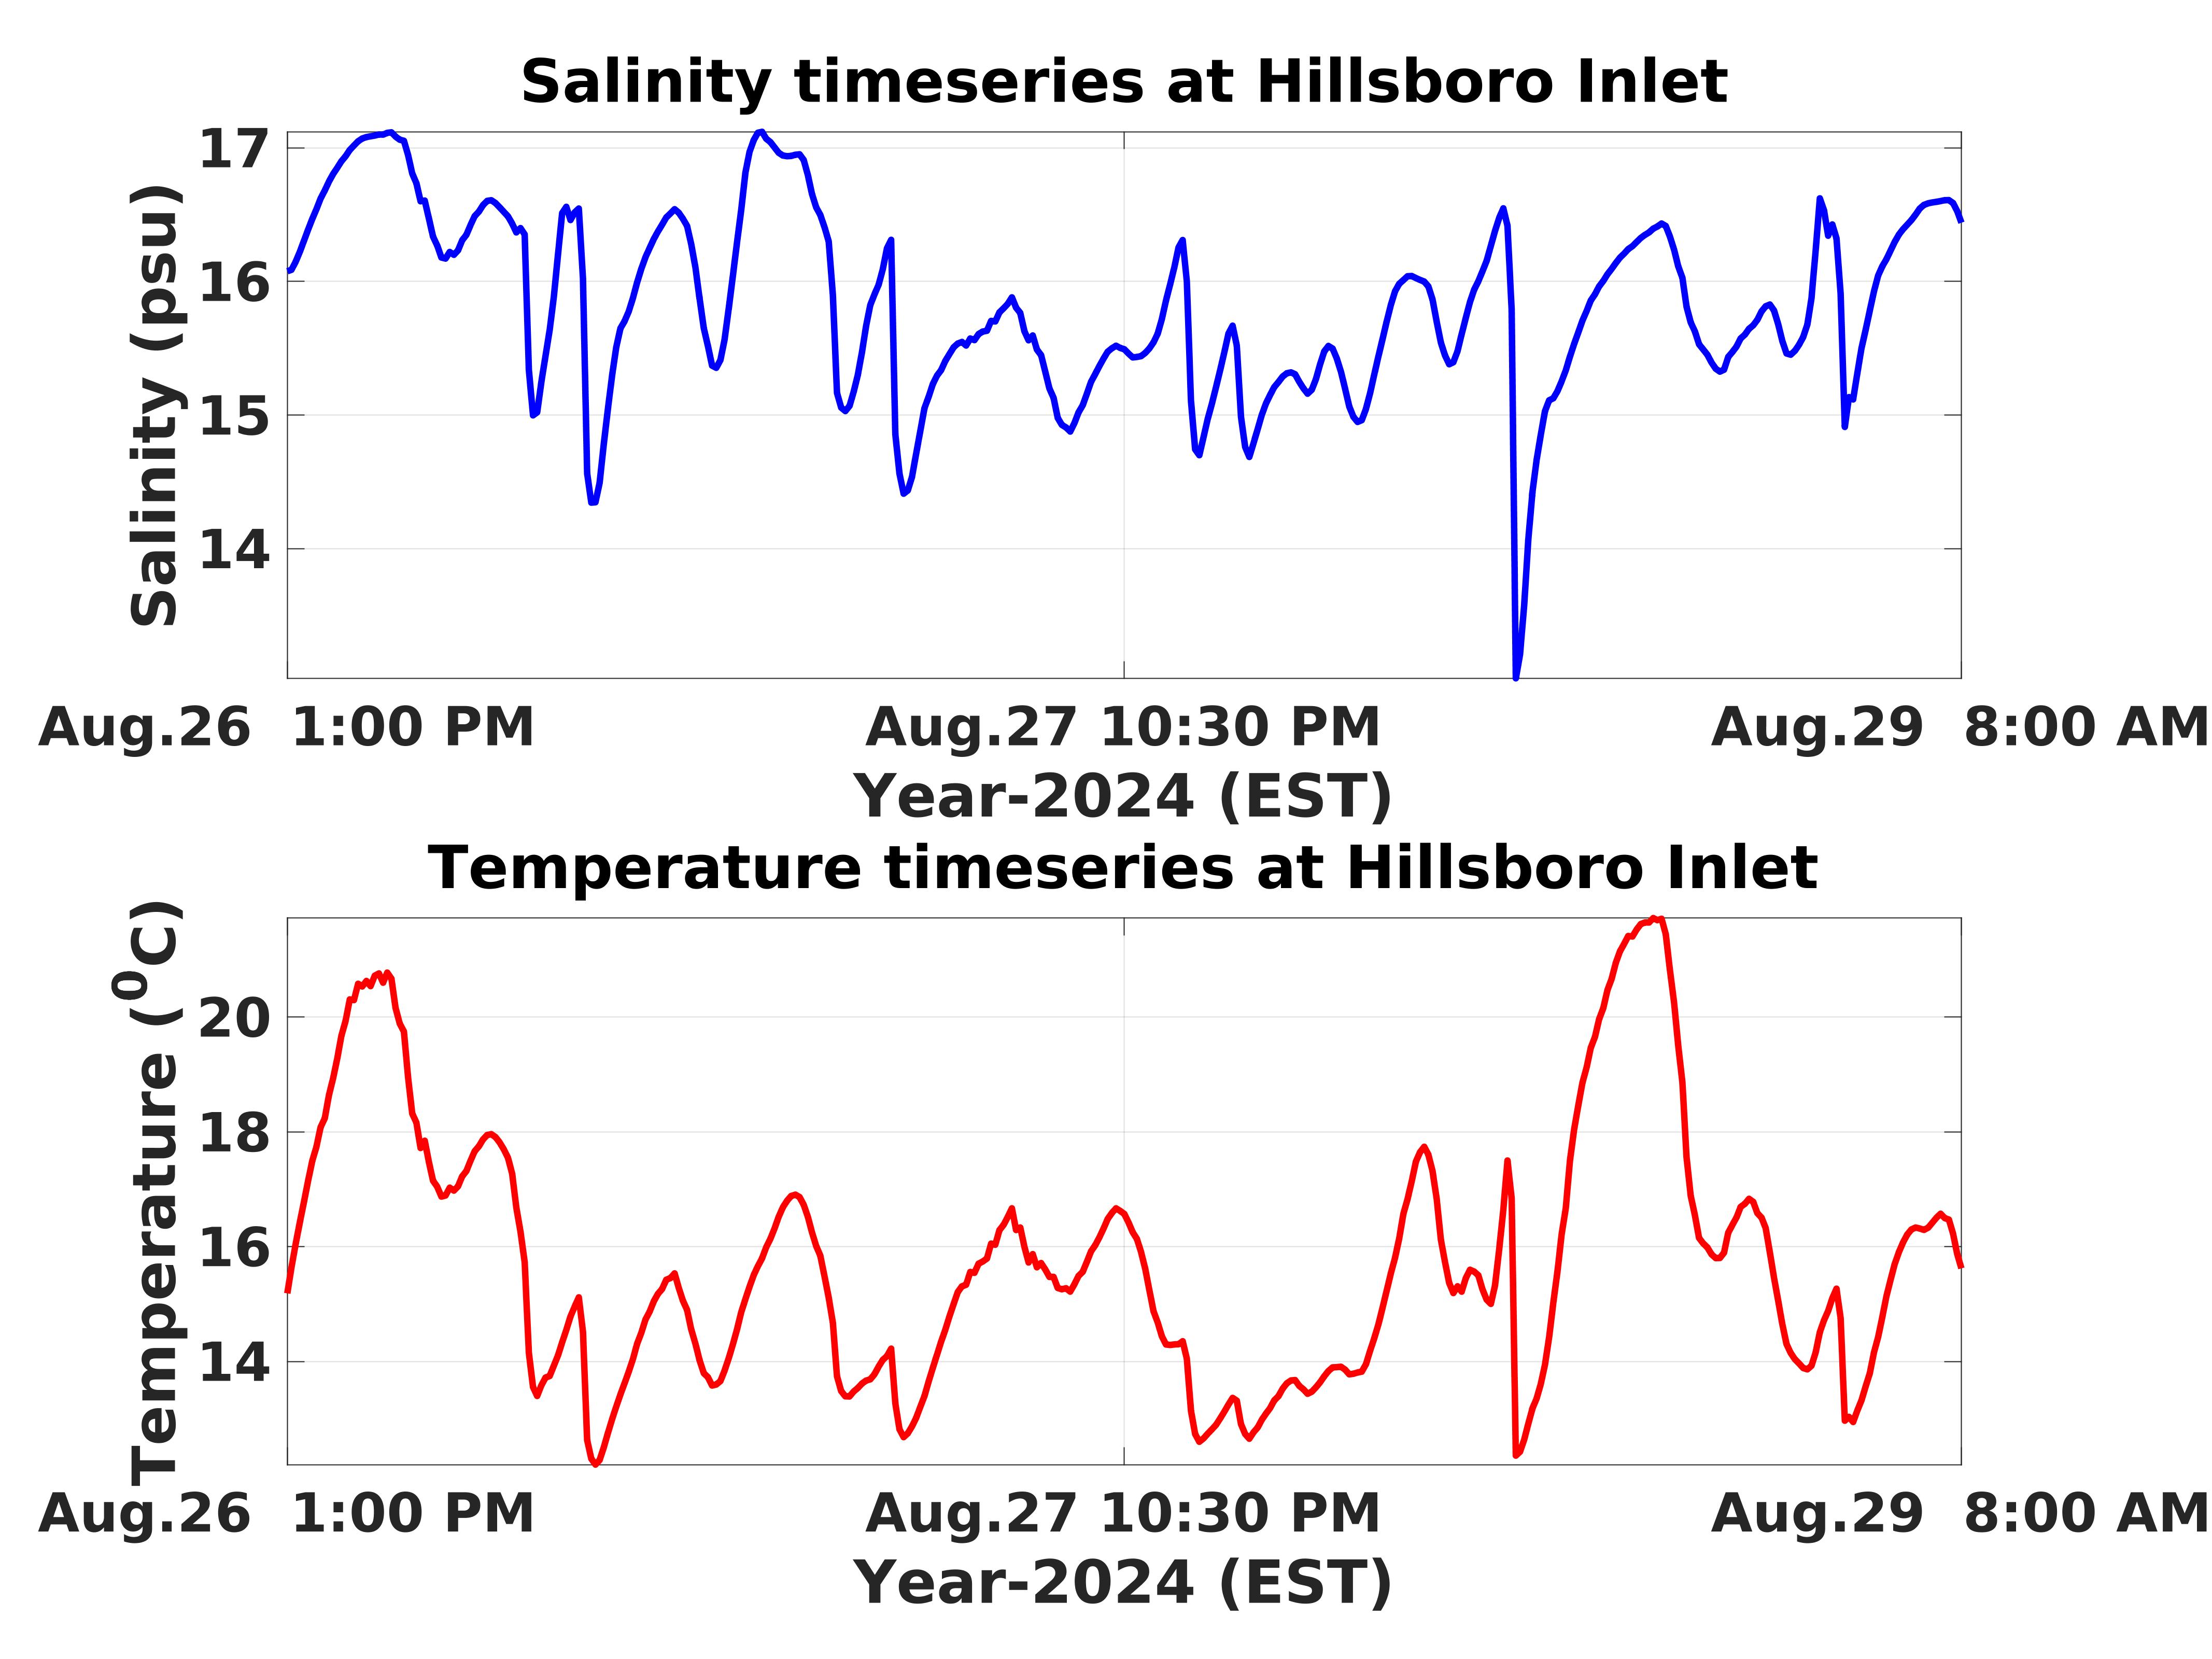 Salinity timeseries at Hillsboro Inlet
Salinity (psu)
17
16
15
14
Aug.26 1:00 PM Aug.27 10:30 PM Aug.29 8:00 AM
Year-2024 (EST)
Temperature timeseries at Hillsboro Inlet
Temperature (⁰C)
20
18
16
14
Aug.26 1:00 PM Aug.27 10:30 PM Aug.29 8:00 AM
Year-2024 (EST)